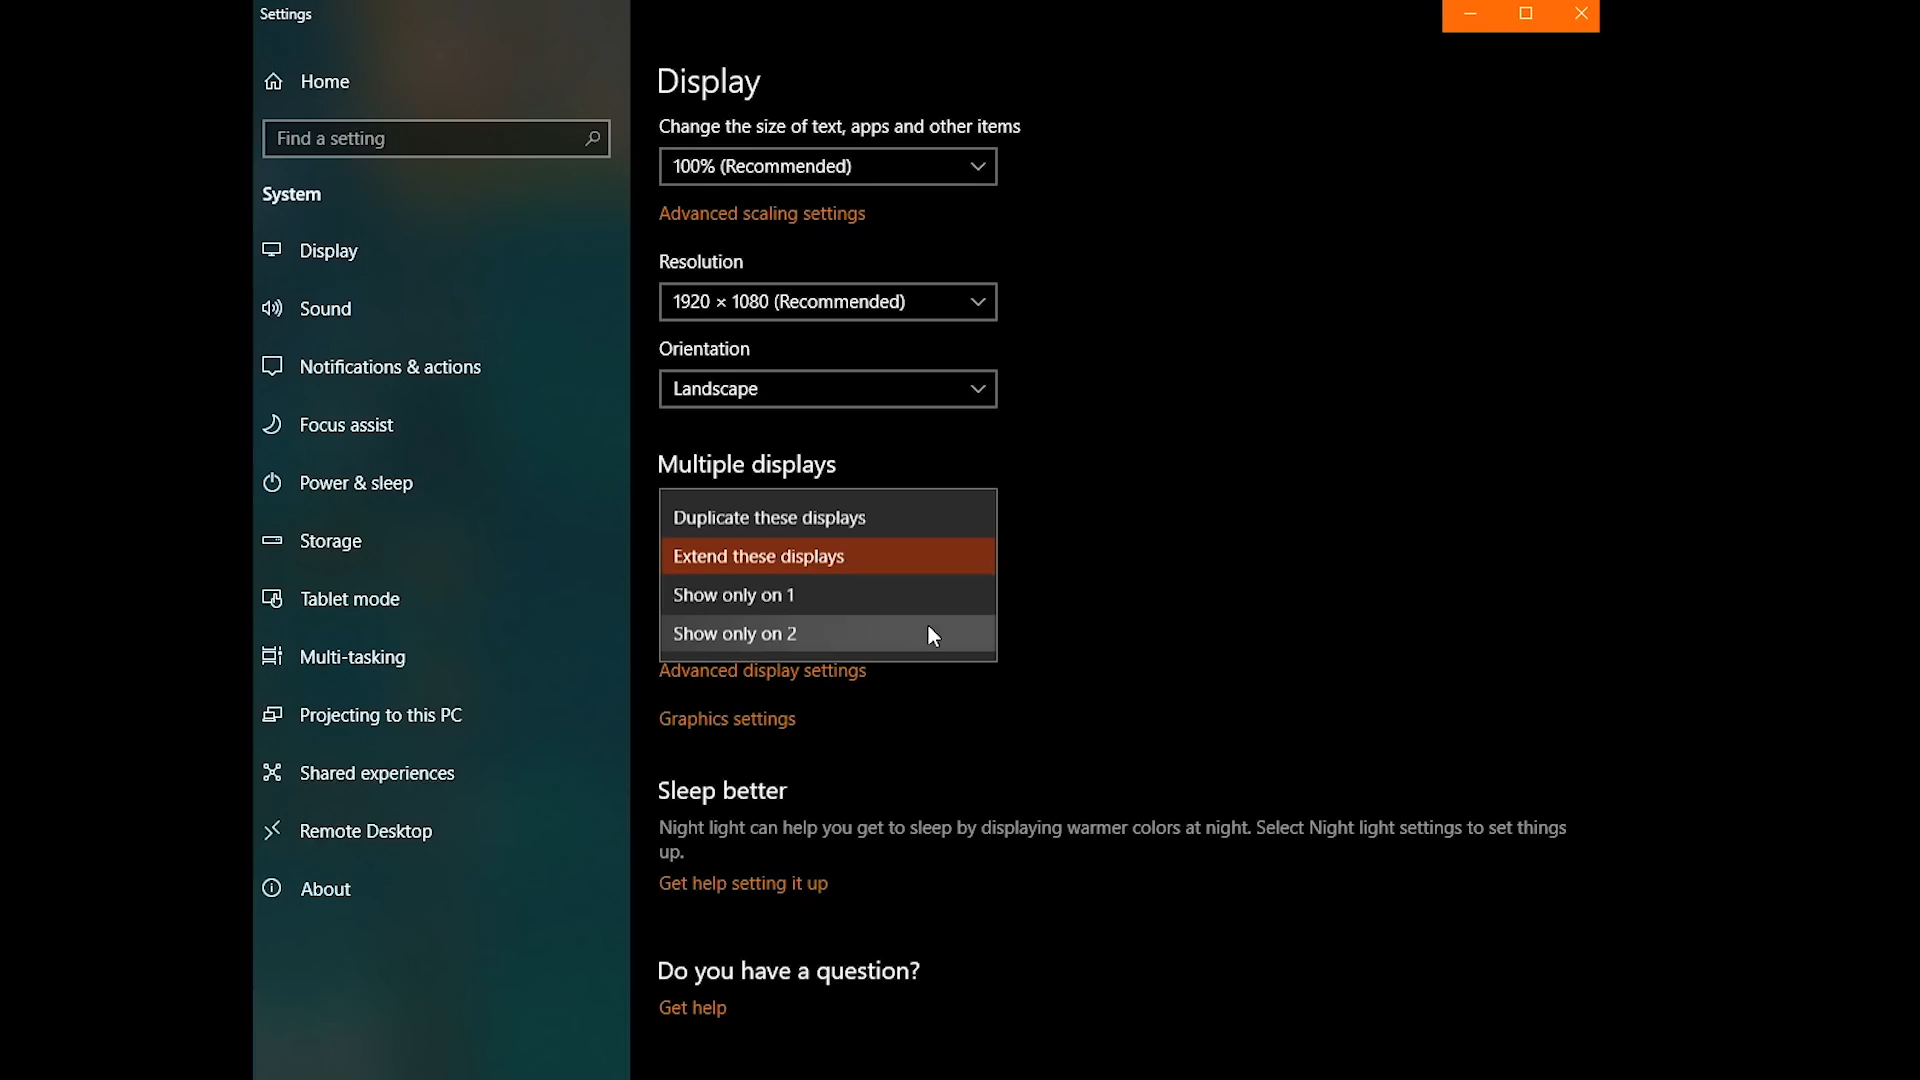 Settings
Home
Find a setting
System
Display
Sound
Notifications & actions
Focus assist
Power & sleep
Storage
Tablet mode
Multi-tasking
Projecting to this PC
Shared experiences
Remote Desktop
About
Display
Change the size of text, apps and other items
100% (Recommended)
Advanced scaling settings
Resolution
1920 × 1080 (Recommended)
Orientation
Landscape
Multiple displays
Duplicate these displays
Extend these displays
Show only on 1
Show only on 2
Advanced display settings
Graphics settings
Sleep better
Night light can help you get to sleep by displaying warmer colors at night. Select Night light settings to set things
up.
Get help setting it up
Do you have a question?
Get help